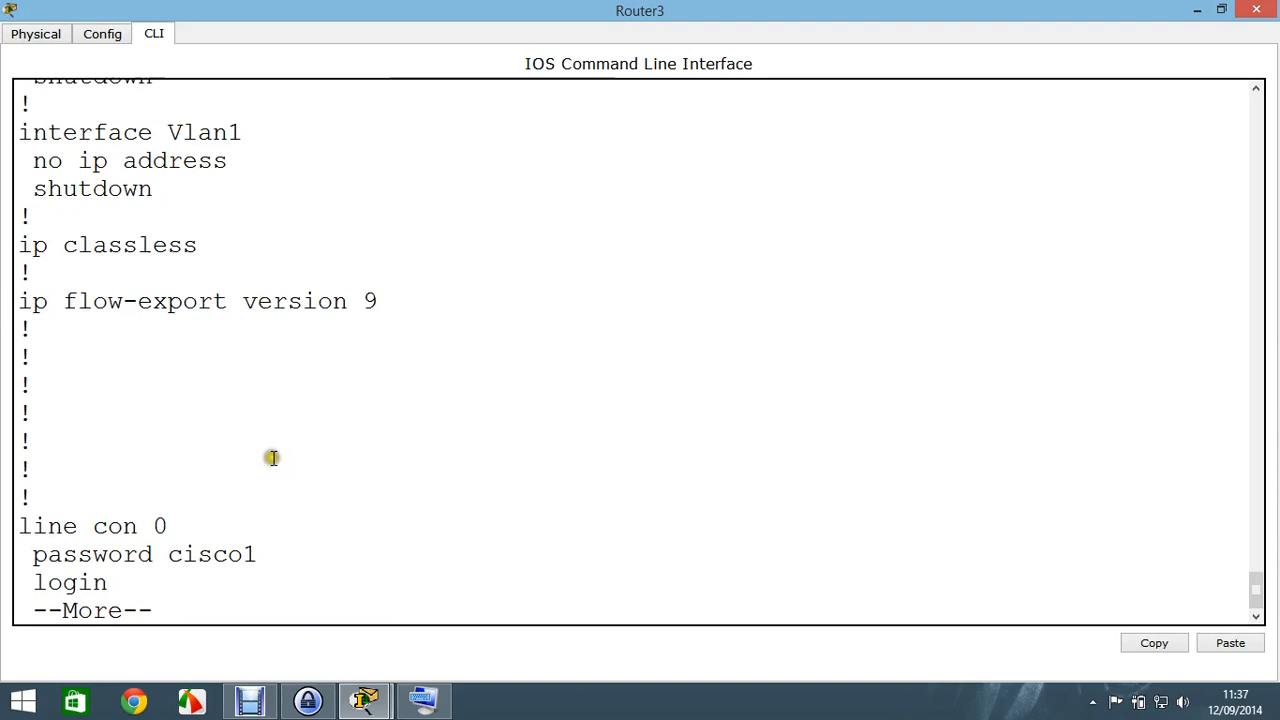 Router3
Physical
Config
CLI
IOS Command Line Interface
shutdown
!
interface Vlan1
no ip address
shutdown
!
ip classless
!
ip flow-export version 9
!
!
!
!
!
!
!
line con 0
password cisco1
login
--More--
Copy
Paste
11:37
12/09/2014